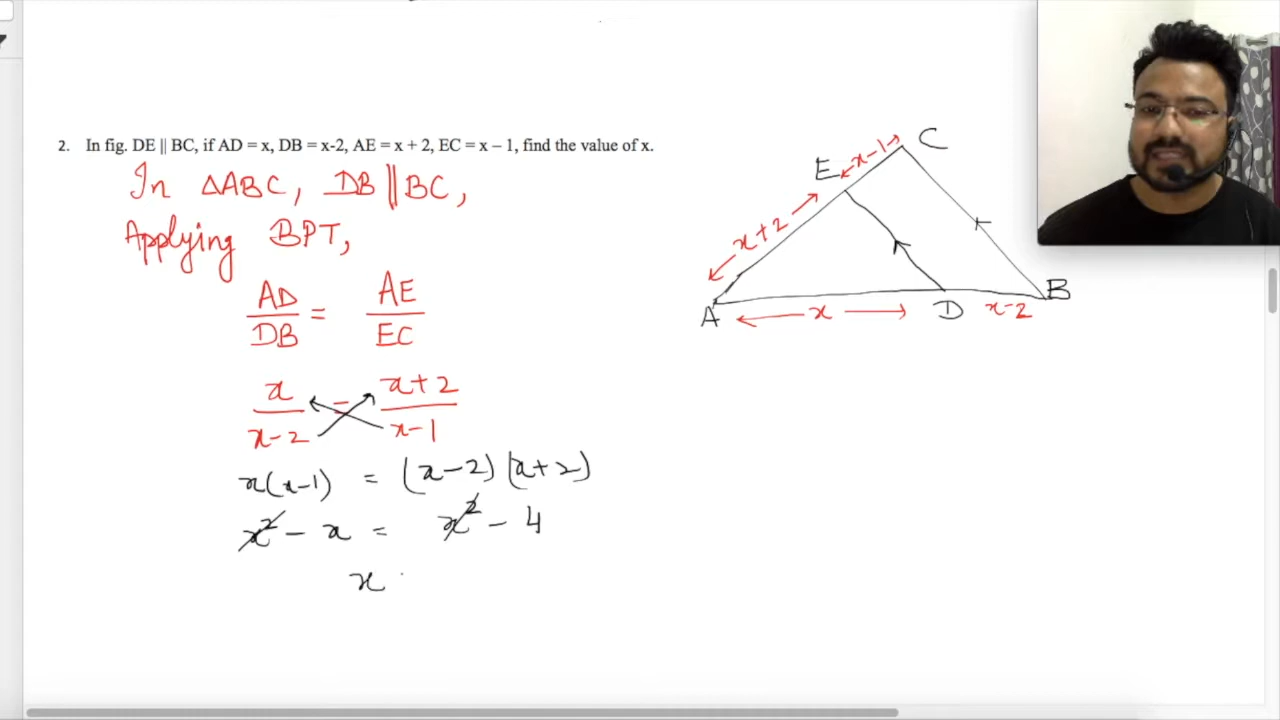 2. In fig. DE || BC, if AD = x, DB = x-2, AE = x + 2, EC = x – 1, find the value of x.
In ΔABC, DB || BC,
Applying BPT,
AD/DB = AE/EC
x/x-2 = x+2/x-1
x(x-1) = (x-2)(x+2)
x² - x = x² - 4
x
C
x-1
E
x+2
A
x
D
x-2
B